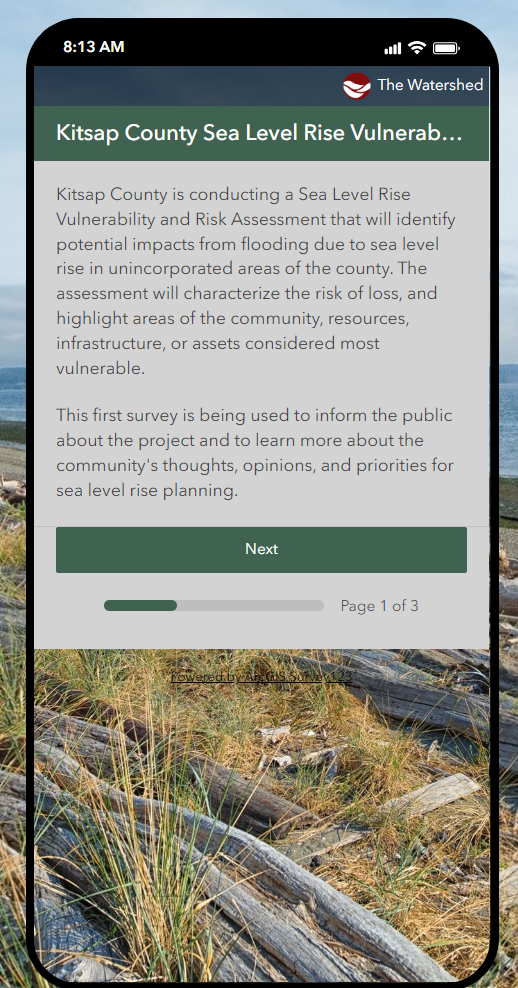 8:13 AM
The Watershed
Kitsap County Sea Level Rise Vulnerab...
Kitsap County is conducting a Sea Level Rise
Vulnerability and Risk Assessment that will identify
potential impacts from flooding due to sea level
rise in unincorporated areas of the county. The
assessment will characterize the risk of loss, and
highlight areas of the community, resources,
infrastructure, or assets considered most
vulnerable.
This first survey is being used to inform the public
about the project and to learn more about the
community's thoughts, opinions, and priorities for
sea level rise planning.
Next
Page 1 of 3
Powered by ArcGIS Survey123